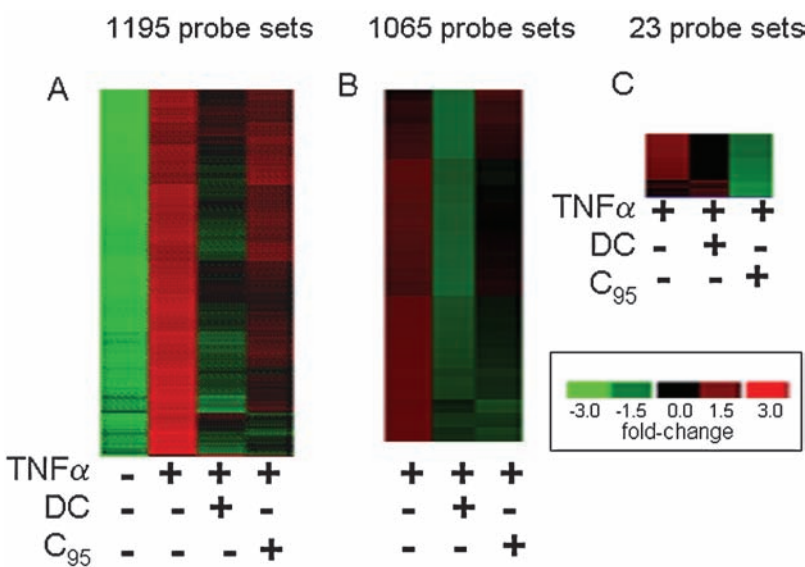 1195 probe sets 1065 probe sets 23 probe sets
A B C
TNFα + + +
DC - + -
C95 - - +
-3.0 -1.5 0.0 1.5 3.0
fold-change
TNFα - + + + + + +
DC - - + - - + -
C95 - - - + - - +